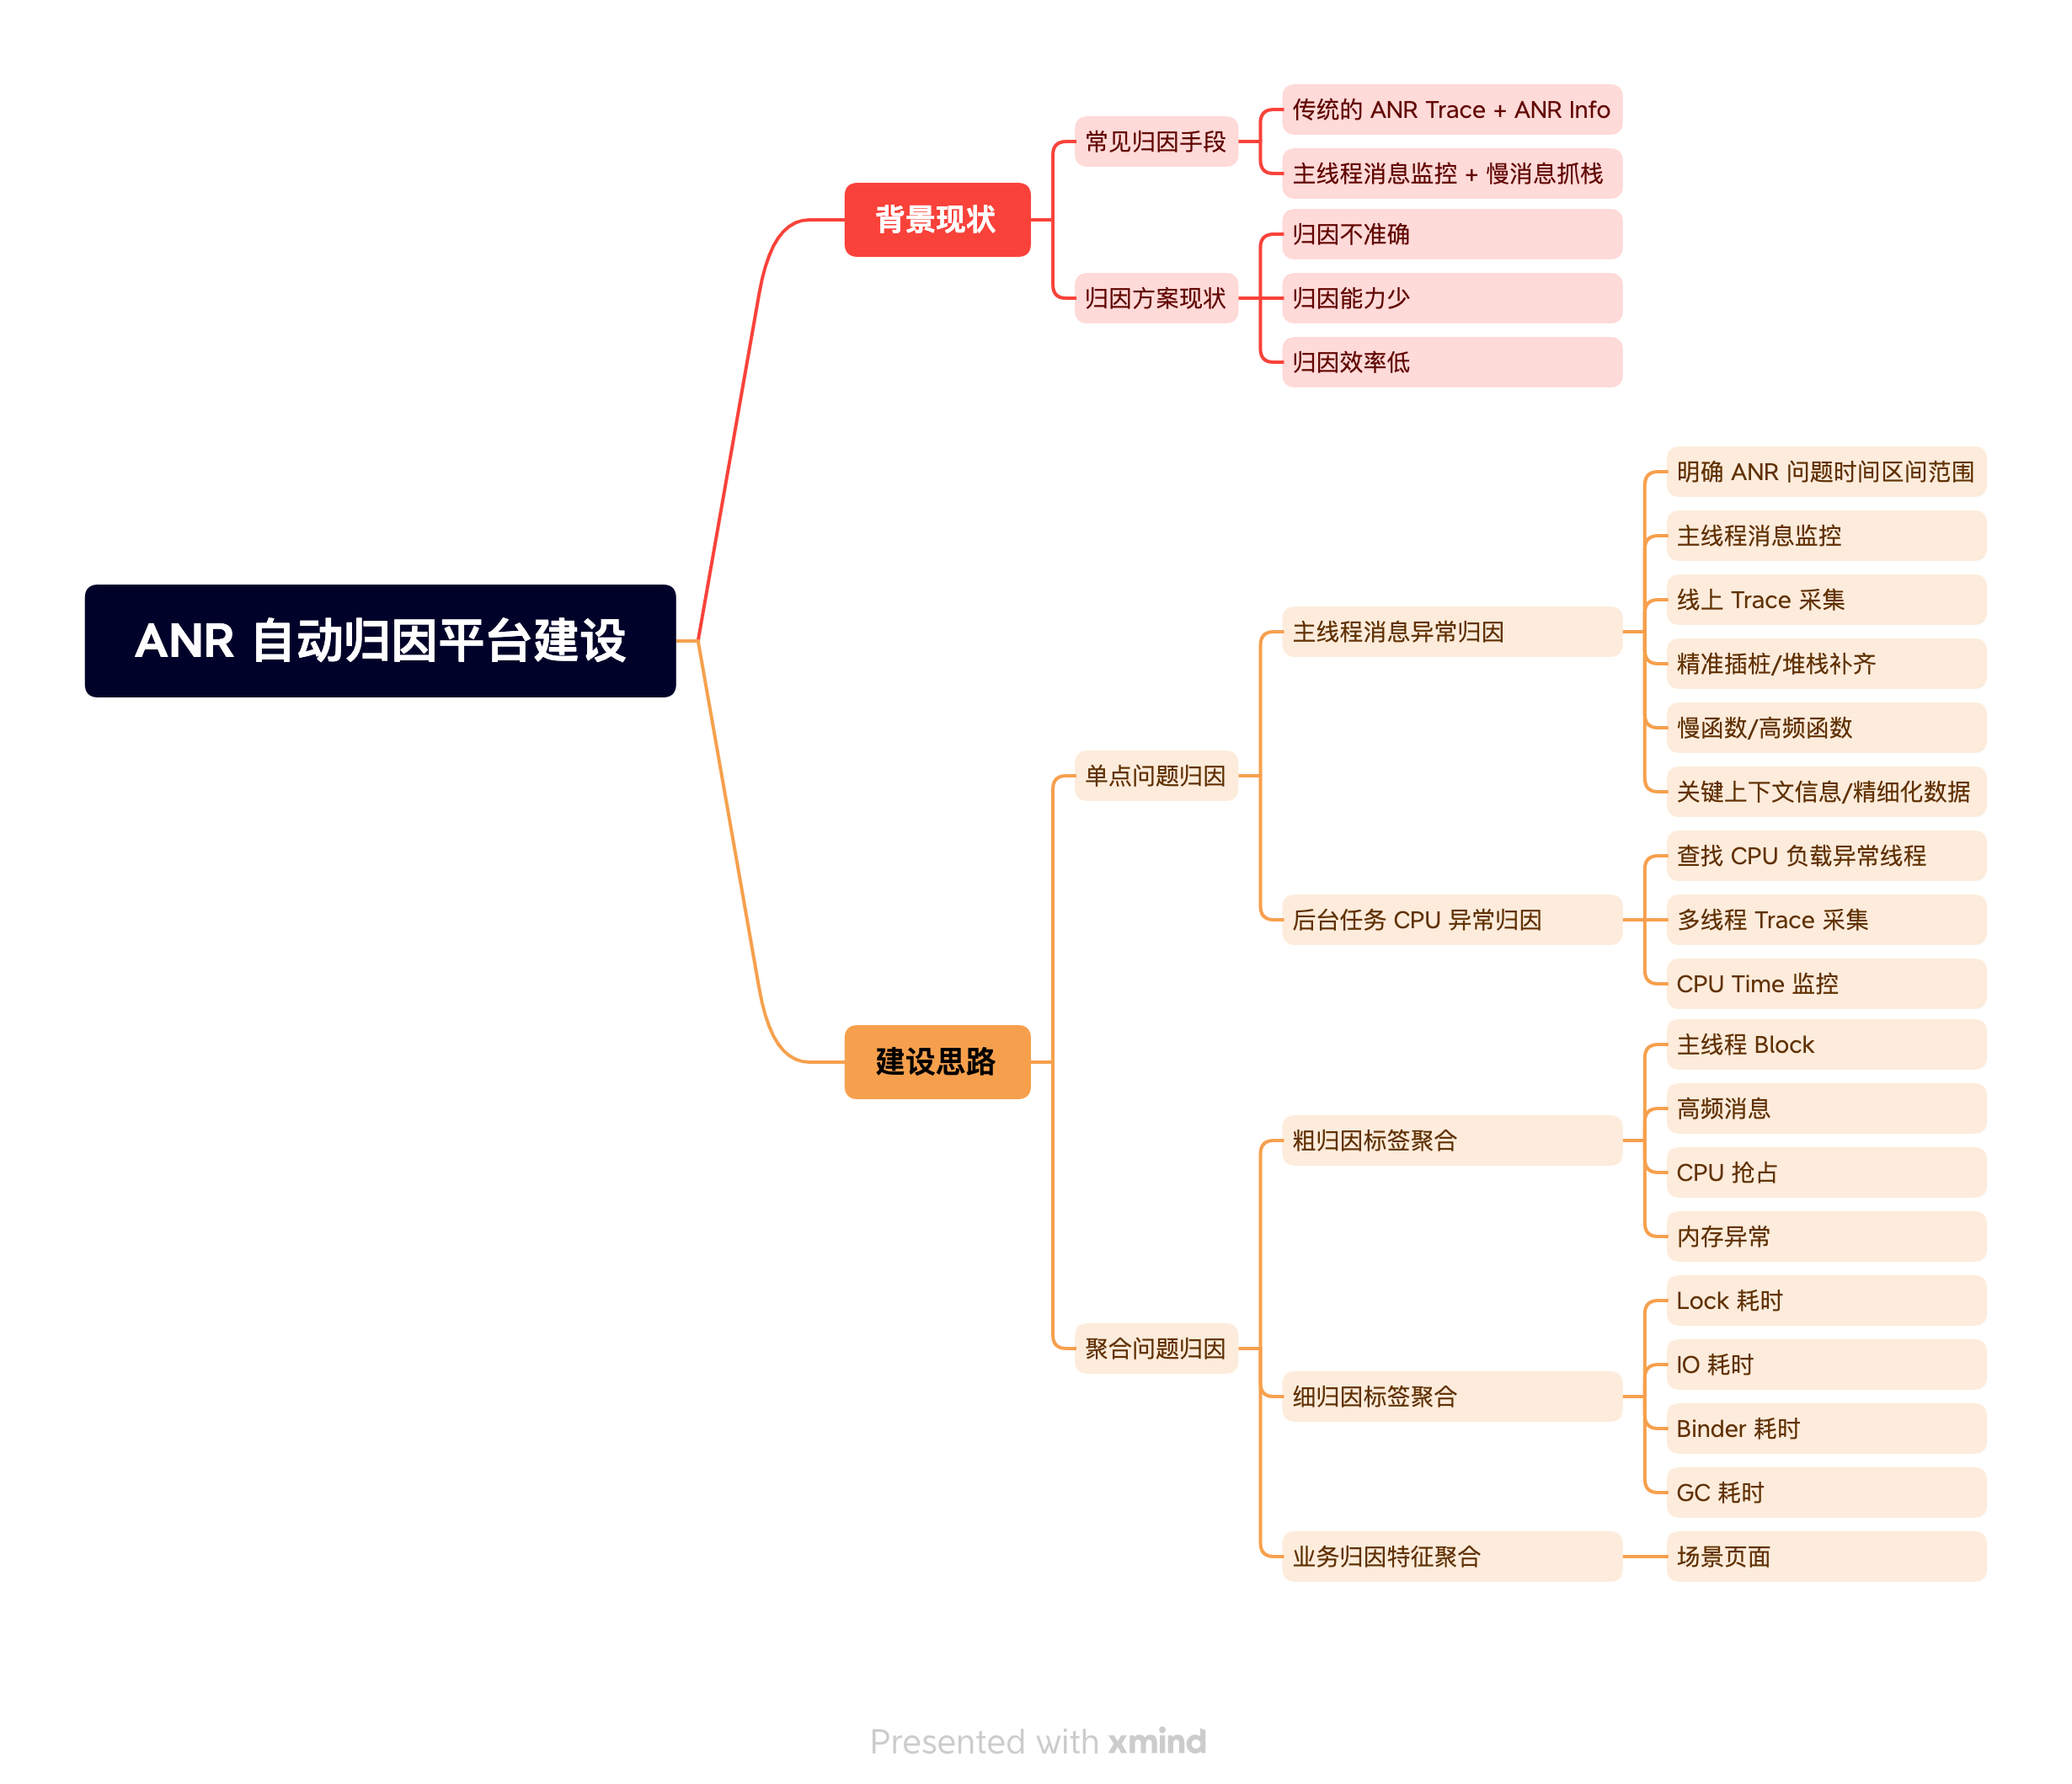 ANR 自动归因平台建设
背景现状
常见归因手段
传统的 ANR Trace + ANR Info
主线程消息监控 + 慢消息抓栈
归因方案现状
归因不准确
归因能力少
归因效率低
建设思路
单点问题归因
主线程消息异常归因
明确 ANR 问题时间区间范围
主线程消息监控
线上 Trace 采集
精准插桩/堆栈补齐
慢函数/高频函数
关键上下文信息/精细化数据
后台任务 CPU 异常归因
查找 CPU 负载异常线程
多线程 Trace 采集
CPU Time 监控
聚合问题归因
粗归因标签聚合
主线程 Block
高频消息
CPU 抢占
内存异常
细归因标签聚合
Lock 耗时
IO 耗时
Binder 耗时
GC 耗时
业务归因特征聚合
场景页面
Presented with xmind